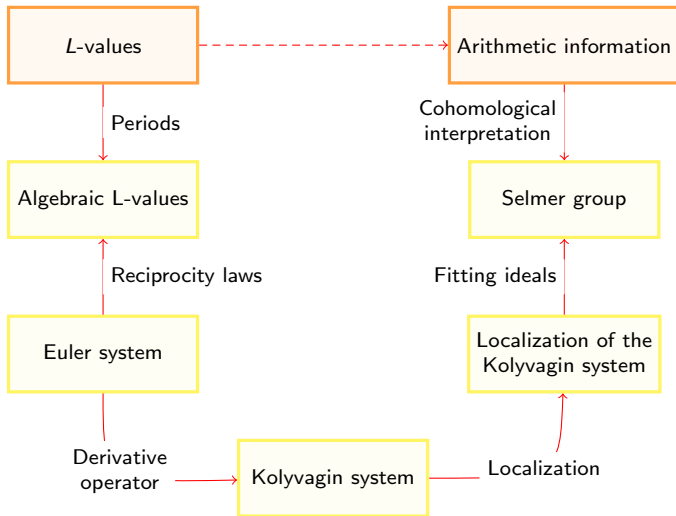 L-values
Arithmetic information
Periods
Cohomological
interpretation
Algebraic L-values
Selmer group
Reciprocity laws
Fitting ideals
Euler system
Localization of the
Kolyvagin system
Derivative
operator
Kolyvagin system
Localization